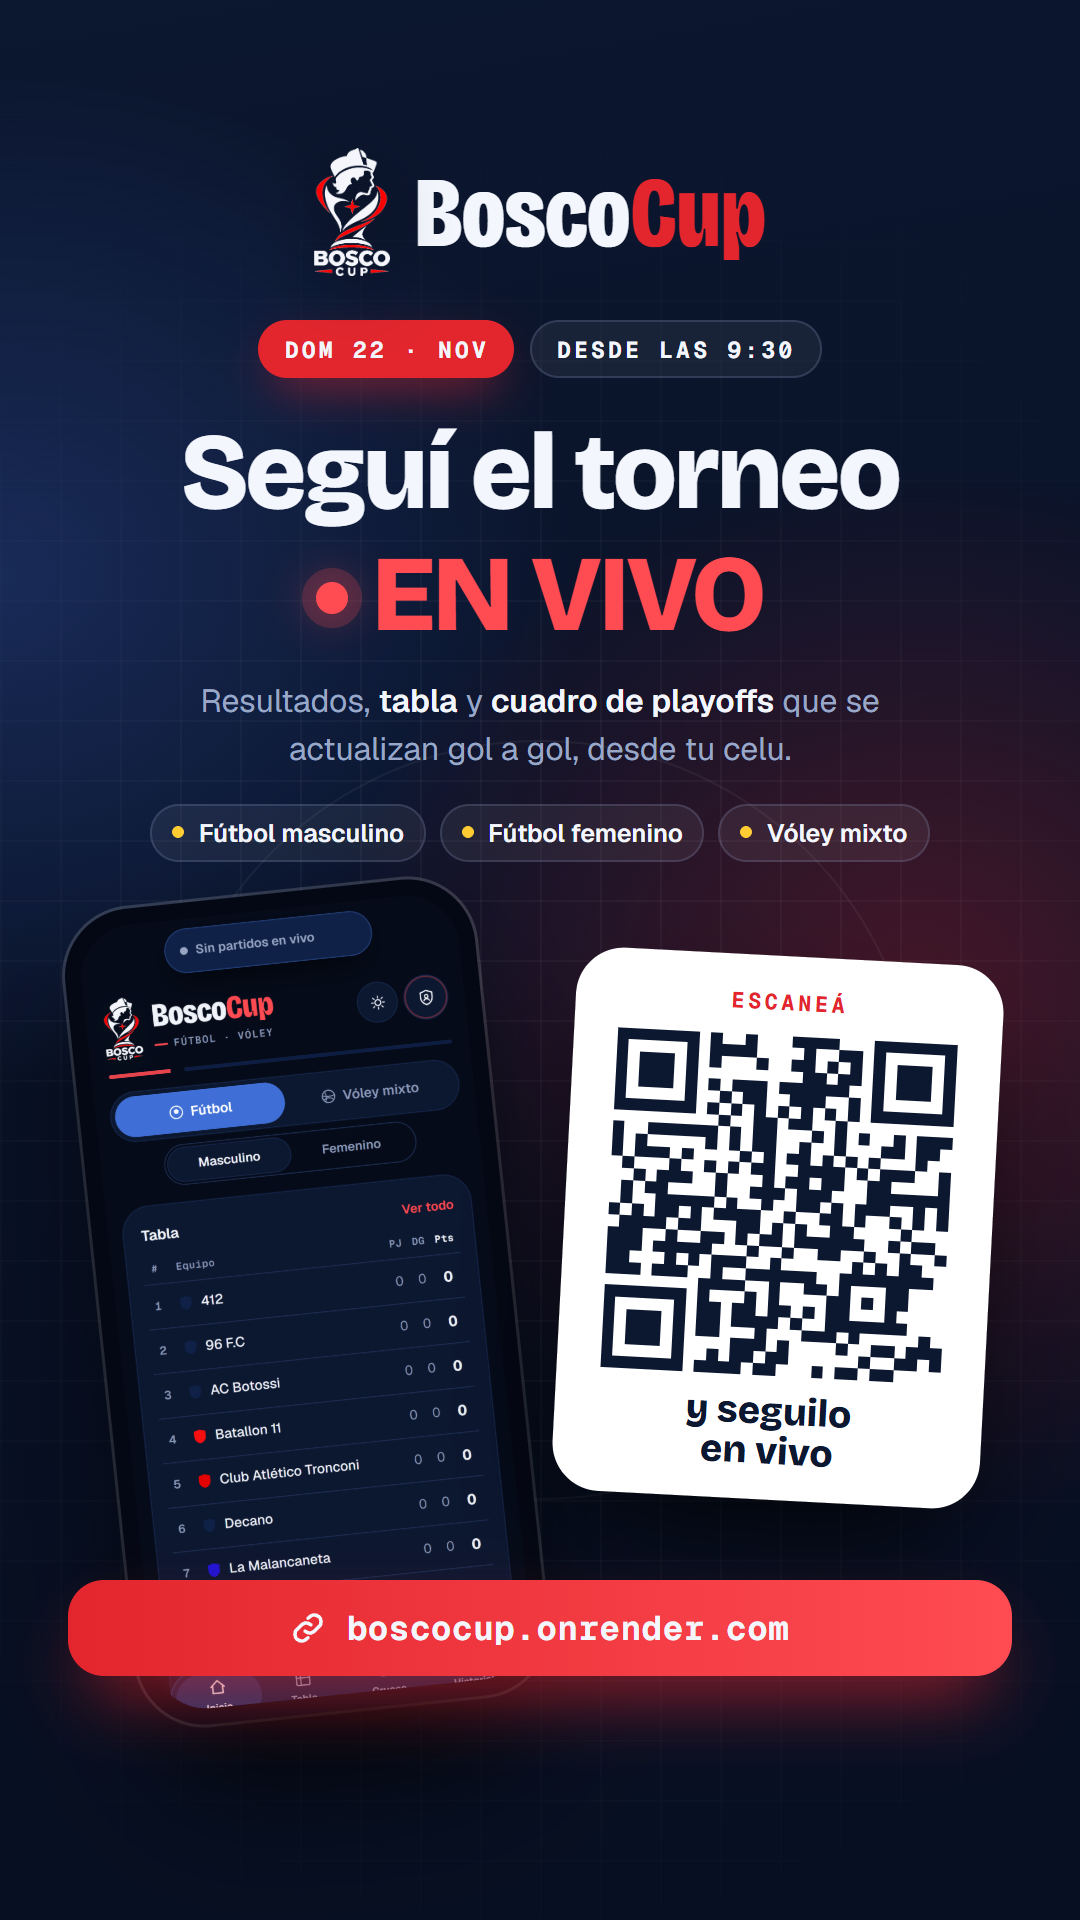 BOSCO
CUP
BoscoCup
DOM 22 · NOV
DESDE LAS 9:30
Seguí el torneo
EN VIVO
Resultados, tabla y cuadro de playoffs que se
actualizan gol a gol, desde tu celu.
Fútbol masculino
Fútbol femenino
Vóley mixto
Sin partidos en vivo
BOSCO
CUP
BoscoCup
FÚTBOL · VÓLEY
Fútbol
Vóley mixto
Masculino
Femenino
Tabla
Ver todo
# Equipo PJ DG Pts
1 412 0 0 0
2 96 F.C 0 0 0
3 AC Botossi 0 0 0
4 Batallon 11 0 0 0
5 Club Atlético Tronconi 0 0 0
6 Decano 0 0 0
7 La Malancaneta 0 0 0
ESCANEÁ
y seguilo
en vivo
boscocup.onrender.com
Inicio
Tabla